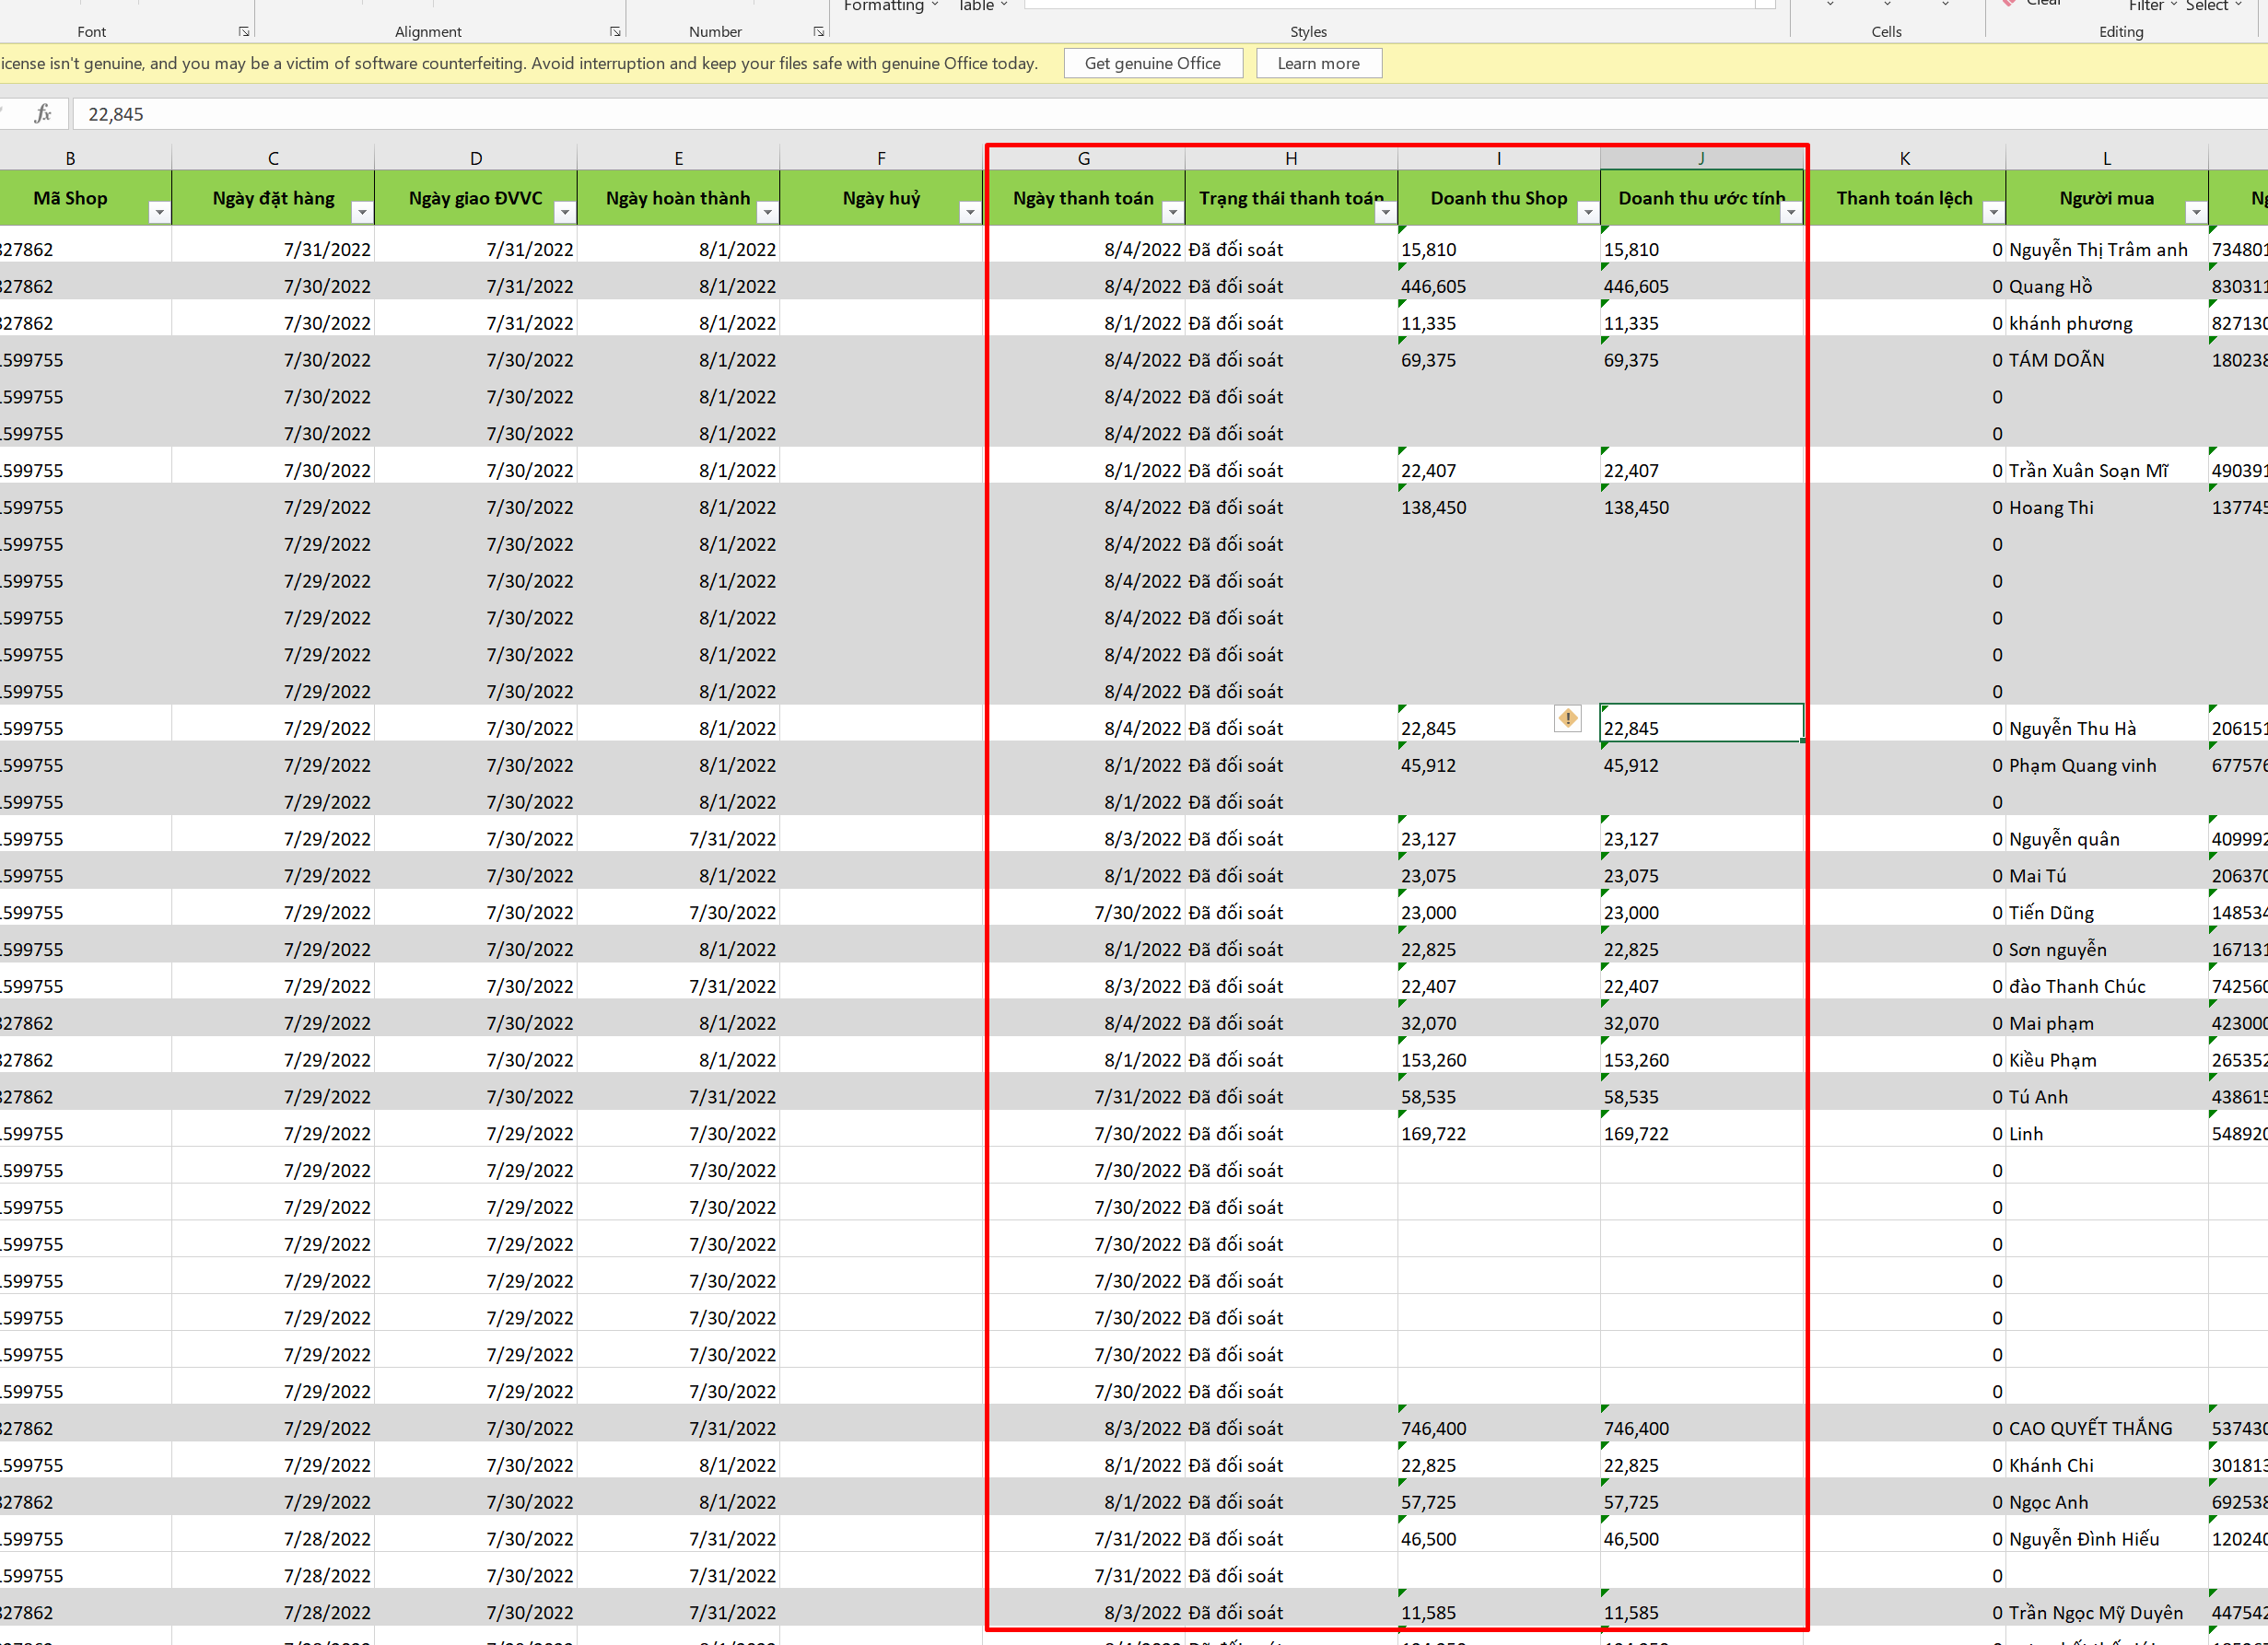 Formatting Table Clear Filter Select
Font Alignment Number Styles Cells Editing
icense isn't genuine, and you may be a victim of software counterfeiting. Avoid interruption and keep your files safe with genuine Office today. Get genuine Office Learn more
fx 22,845
B C D E F G H I J K L
Mã Shop Ngày đặt hàng Ngày giao ĐVVC Ngày hoàn thành Ngày huỷ Ngày thanh toán Trạng thái thanh toán Doanh thu Shop Doanh thu ước tính Thanh toán lệch Người mua
327862 7/31/2022 7/31/2022 8/1/2022 8/4/2022 Đã đối soát 15,810 15,810 0 Nguyễn Thị Trâm anh 734801
327862 7/30/2022 7/31/2022 8/1/2022 8/4/2022 Đã đối soát 446,605 446,605 0 Quang Hồ 830311
327862 7/30/2022 7/31/2022 8/1/2022 8/1/2022 Đã đối soát 11,335 11,335 0 khánh phương 827130
1599755 7/30/2022 7/30/2022 8/1/2022 8/4/2022 Đã đối soát 69,375 69,375 0 TÁM DOÃN 180238
1599755 7/30/2022 7/30/2022 8/1/2022 8/4/2022 Đã đối soát 0
1599755 7/30/2022 7/30/2022 8/1/2022 8/4/2022 Đã đối soát 0
1599755 7/30/2022 7/30/2022 8/1/2022 8/1/2022 Đã đối soát 22,407 22,407 0 Trần Xuân Soạn Mĩ 490391
1599755 7/29/2022 7/30/2022 8/1/2022 8/4/2022 Đã đối soát 138,450 138,450 0 Hoang Thi 137745
1599755 7/29/2022 7/30/2022 8/1/2022 8/4/2022 Đã đối soát 0
1599755 7/29/2022 7/30/2022 8/1/2022 8/4/2022 Đã đối soát 0
1599755 7/29/2022 7/30/2022 8/1/2022 8/4/2022 Đã đối soát 0
1599755 7/29/2022 7/30/2022 8/1/2022 8/4/2022 Đã đối soát 0
1599755 7/29/2022 7/30/2022 8/1/2022 8/4/2022 Đã đối soát 0
1599755 7/29/2022 7/30/2022 8/1/2022 8/4/2022 Đã đối soát 22,845 22,845 0 Nguyễn Thu Hà 206151
1599755 7/29/2022 7/30/2022 8/1/2022 8/1/2022 Đã đối soát 45,912 45,912 0 Phạm Quang vinh 677576
1599755 7/29/2022 7/30/2022 8/1/2022 8/1/2022 Đã đối soát 0
1599755 7/29/2022 7/30/2022 7/31/2022 8/3/2022 Đã đối soát 23,127 23,127 0 Nguyễn quân 409992
1599755 7/29/2022 7/30/2022 8/1/2022 8/1/2022 Đã đối soát 23,075 23,075 0 Mai Tú 206370
1599755 7/29/2022 7/30/2022 7/30/2022 7/30/2022 Đã đối soát 23,000 23,000 0 Tiến Dũng 148534
1599755 7/29/2022 7/30/2022 8/1/2022 8/1/2022 Đã đối soát 22,825 22,825 0 Sơn nguyễn 167131
1599755 7/29/2022 7/30/2022 7/31/2022 8/3/2022 Đã đối soát 22,407 22,407 0 đào Thanh Chúc 742560
327862 7/29/2022 7/30/2022 8/1/2022 8/4/2022 Đã đối soát 32,070 32,070 0 Mai phạm 423000
327862 7/29/2022 7/30/2022 8/1/2022 8/1/2022 Đã đối soát 153,260 153,260 0 Kiều Phạm 265352
327862 7/29/2022 7/30/2022 7/31/2022 7/31/2022 Đã đối soát 58,535 58,535 0 Tú Anh 438615
1599755 7/29/2022 7/29/2022 7/30/2022 7/30/2022 Đã đối soát 169,722 169,722 0 Linh 548920
1599755 7/29/2022 7/29/2022 7/30/2022 7/30/2022 Đã đối soát 0
1599755 7/29/2022 7/29/2022 7/30/2022 7/30/2022 Đã đối soát 0
1599755 7/29/2022 7/29/2022 7/30/2022 7/30/2022 Đã đối soát 0
1599755 7/29/2022 7/29/2022 7/30/2022 7/30/2022 Đã đối soát 0
1599755 7/29/2022 7/29/2022 7/30/2022 7/30/2022 Đã đối soát 0
1599755 7/29/2022 7/29/2022 7/30/2022 7/30/2022 Đã đối soát 0
1599755 7/29/2022 7/29/2022 7/30/2022 7/30/2022 Đã đối soát 0
327862 7/29/2022 7/30/2022 7/31/2022 8/3/2022 Đã đối soát 746,400 746,400 0 CAO QUYẾT THẮNG 537430
1599755 7/29/2022 7/30/2022 8/1/2022 8/1/2022 Đã đối soát 22,825 22,825 0 Khánh Chi 301813
327862 7/29/2022 7/30/2022 8/1/2022 8/1/2022 Đã đối soát 57,725 57,725 0 Ngọc Anh 692538
1599755 7/28/2022 7/30/2022 7/31/2022 7/31/2022 Đã đối soát 46,500 46,500 0 Nguyễn Đình Hiếu 120240
1599755 7/28/2022 7/30/2022 7/31/2022 7/31/2022 Đã đối soát 0
327862 7/28/2022 7/30/2022 7/31/2022 8/3/2022 Đã đối soát 11,585 11,585 0 Trần Ngọc Mỹ Duyên 447542